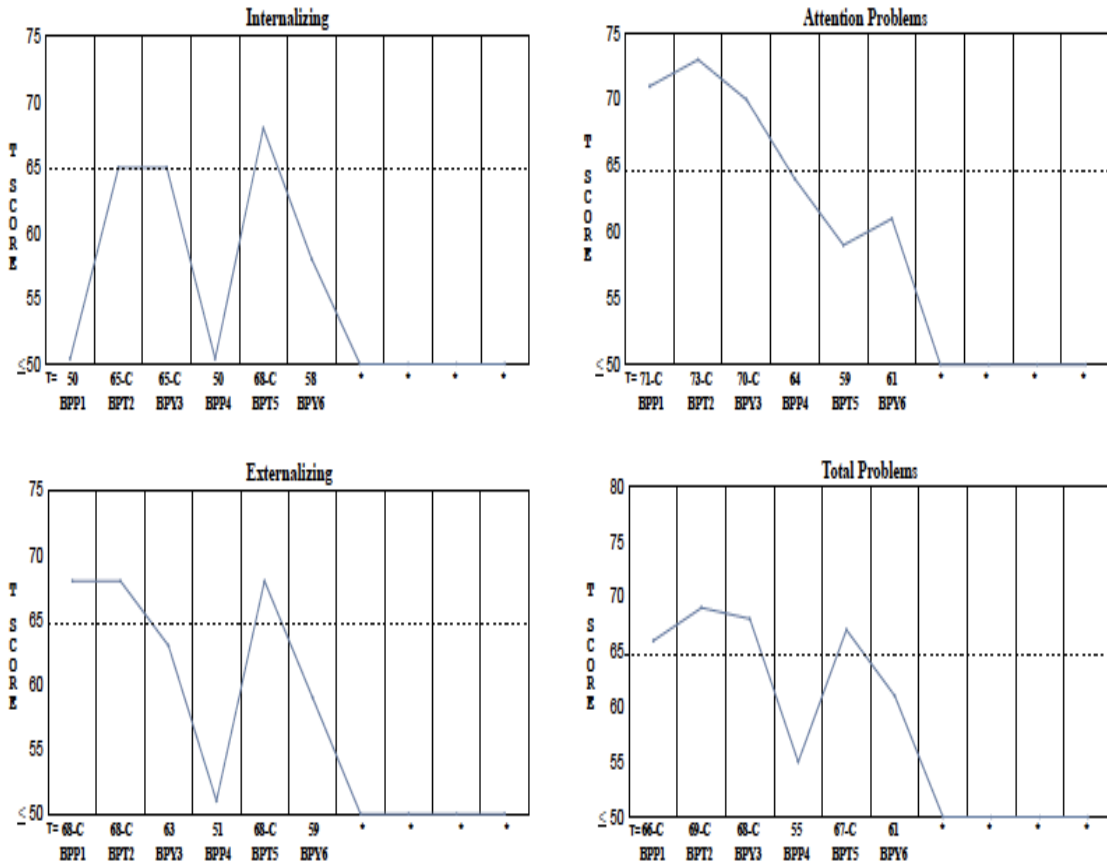 Internalizing
75
70
65
60
55
≤50
T SCORE
T= 50 65-C 65-C 50 68-C 58 * * * *
BPP1 BPT2 BPY3 BPP4 BPT5 BPY6
Attention Problems
75
70
65
60
55
≤50
T SCORE
T=71-C 73-C 70-C 64 59 61 * * * *
BPP1 BPT2 BPY3 BPP4 BPT5 BPY6
Externalizing
75
70
65
60
55
≤50
T SCORE
T= 68-C 68-C 63 51 68-C 59 * * * *
BPP1 BPT2 BPY3 BPP4 BPT5 BPY6
Total Problems
80
75
70
65
60
55
≤50
T SCORE
T=66-C 69-C 68-C 55 67-C 61 * * * *
BPP1 BPT2 BPY3 BPP4 BPT5 BPY6